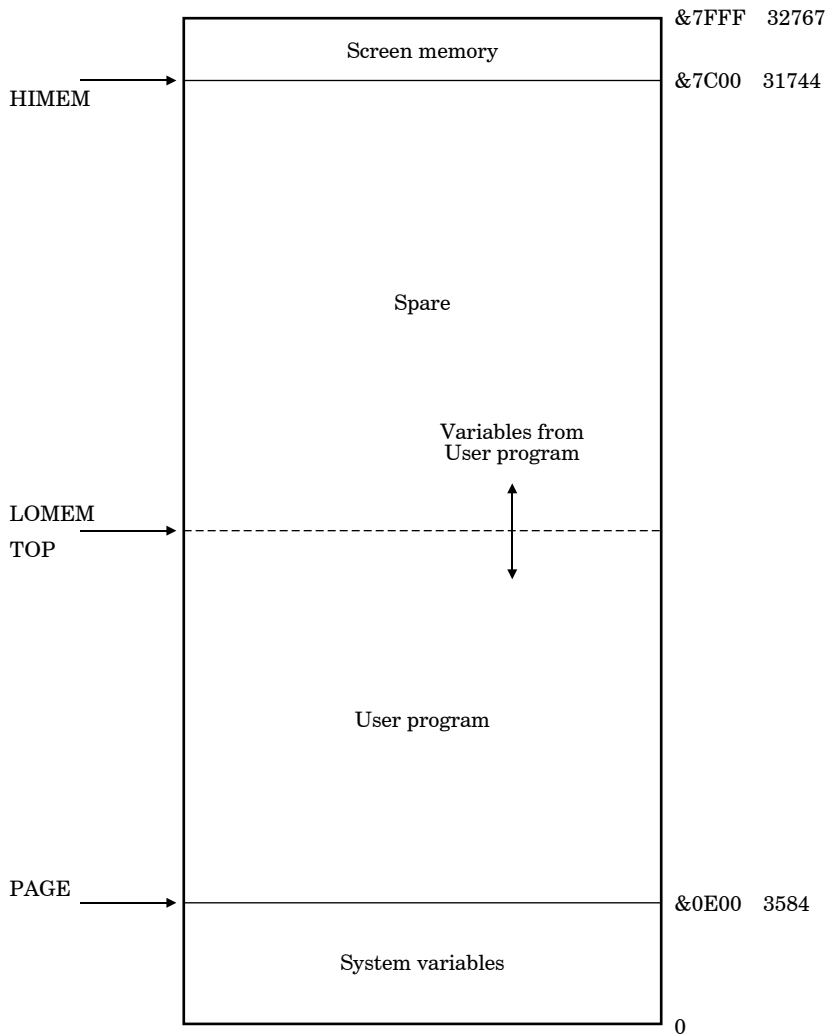 &7FFF 32767
Screen memory
HIMEM
&7C00 31744
Spare
Variables from
User program
LOMEM
TOP
User program
PAGE
&0E00 3584
System variables
0